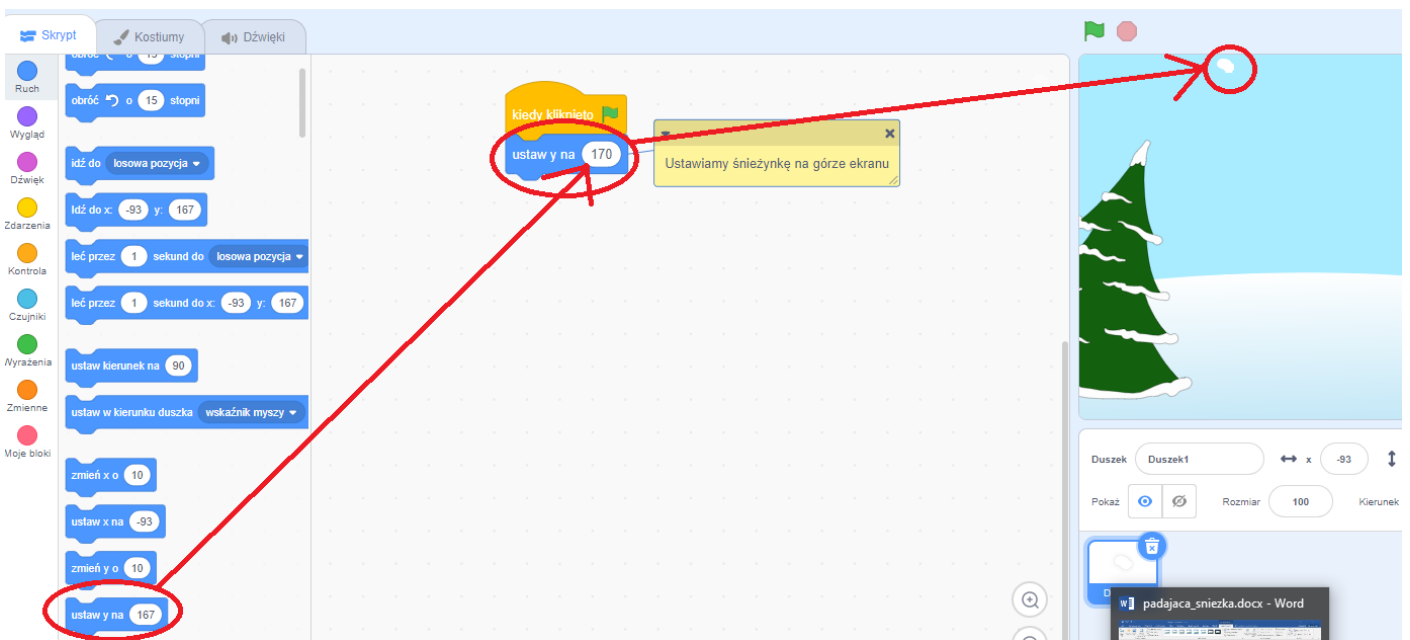 Skrypt
Kostiumy
Dźwięki
Ruch
Wygląd
Dźwięk
Zdarzenia
Kontrola
Czujniki
Wyrażenia
Zmienne
Moje bloki
obróć o 15 stopni
obróć o 15 stopni
idź do losowa pozycja
Idź do x: -93 y: 167
leć przez 1 sekund do losowa pozycja
leć przez 1 sekund do x: -93 y: 167
ustaw kierunek na 90
ustaw w kierunku duszka wskaźnik myszy
zmień x o 10
ustaw x na -93
zmień y o 10
ustaw y na 167
kiedy kliknięto
ustaw y na 170
Ustawiamy śnieżynkę na górze ekranu
Duszek Duszek1 x -93
Pokaż Rozmiar 100 Kierunek
padajaca_sniezka.docx - Word